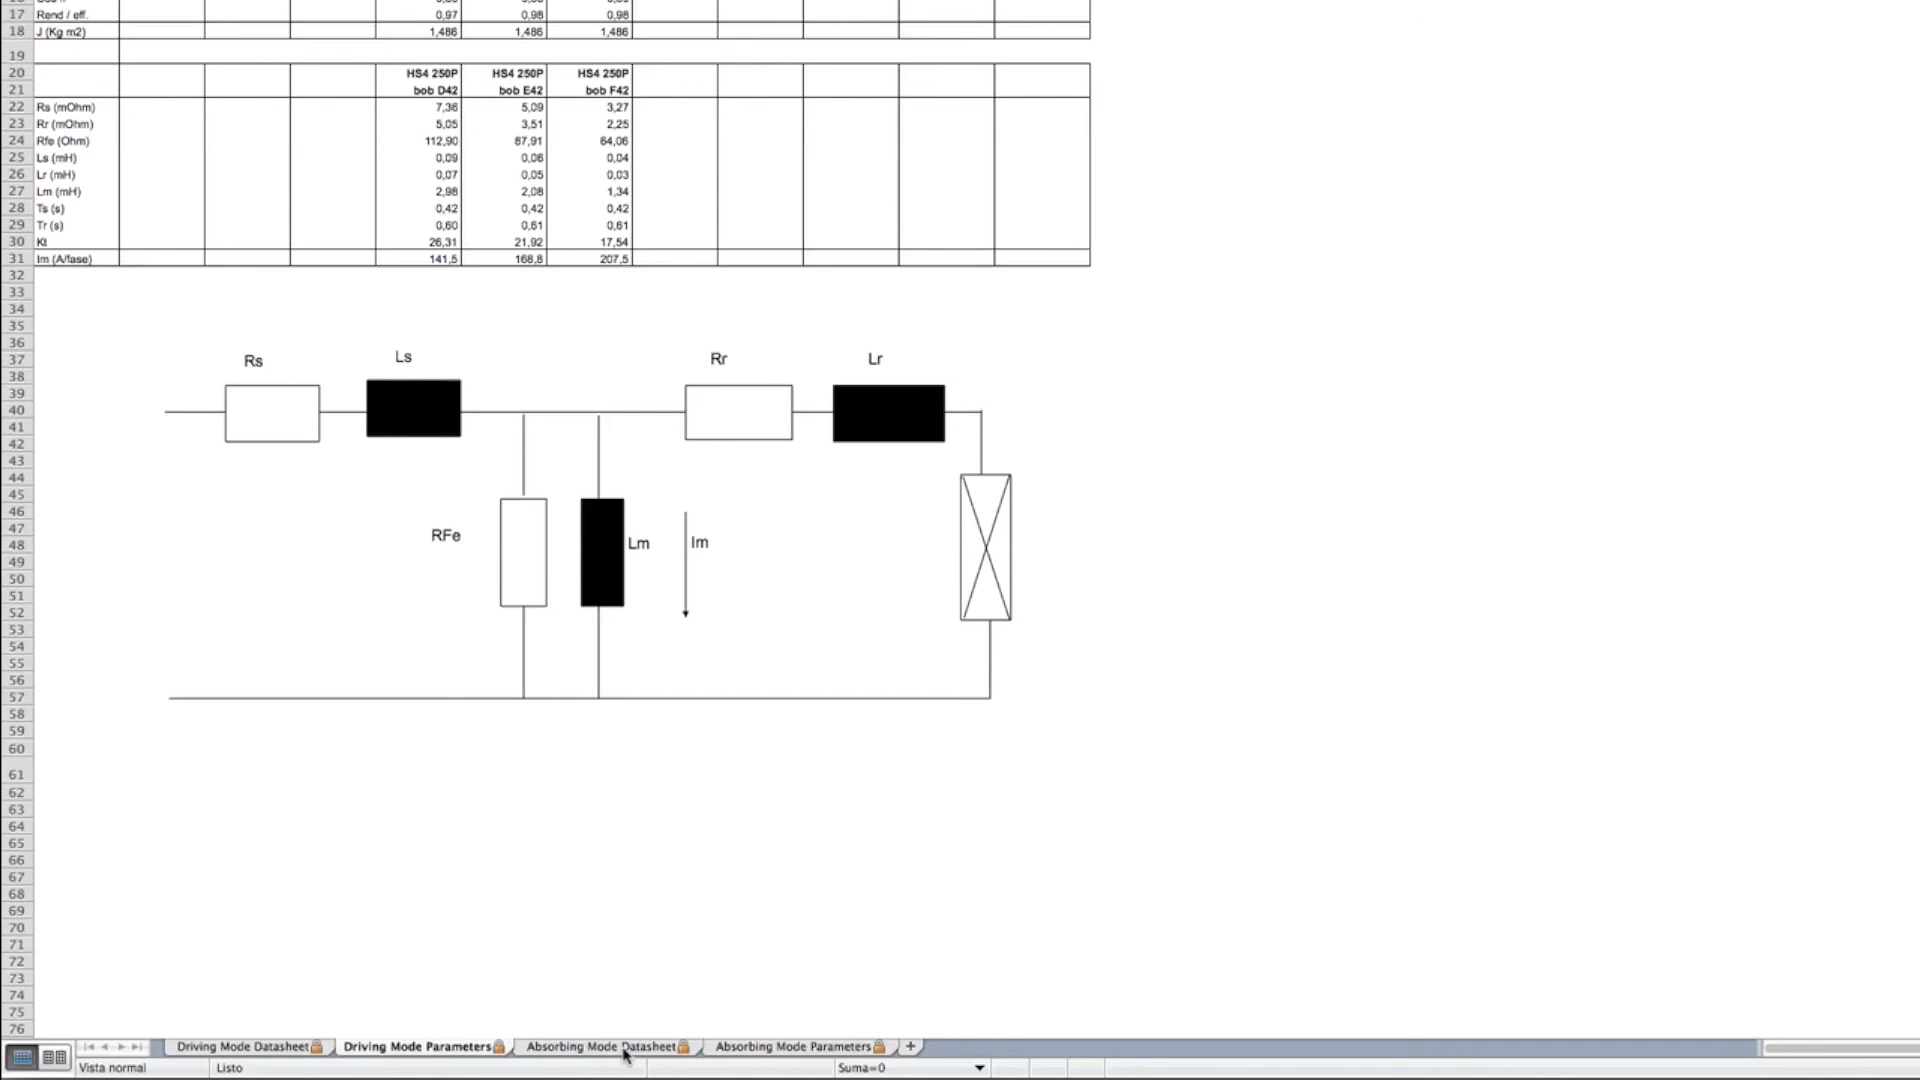 17 Rend / eff. 0,97 0,98 0,98
18 J (Kg m2) 1,486 1,486 1,486
19
20 HS4 250P HS4 250P HS4 250P
21 bob D42 bob E42 bob F42
22 Rs (mOhm) 7,36 5,09 3,27
23 Rr (mOhm) 5,05 3,51 2,25
24 Rfe (Ohm) 112,90 87,91 64,06
25 Ls (mH) 0,09 0,06 0,04
26 Lr (mH) 0,07 0,05 0,03
27 Lm (mH) 2,98 2,08 1,34
28 Ts (s) 0,42 0,42 0,42
29 Tr (s) 0,60 0,61 0,61
30 Kt 26,31 21,92 17,54
31 Im (A/fase) 141,5 168,8 207,5
32
33
34
35
36
37 Rs Ls Rr Lr
38
39
40
41
42
43
44
45
46
47 RFe
48 Lm Im
49
50
51
52
53
54
55
56
57
58
59
60
61
62
63
64
65
66
67
68
69
70
71
72
73
74
75
76
Driving Mode Datasheet Driving Mode Parameters Absorbing Mode Datasheet Absorbing Mode Parameters +
Vista normal Listo Suma=0